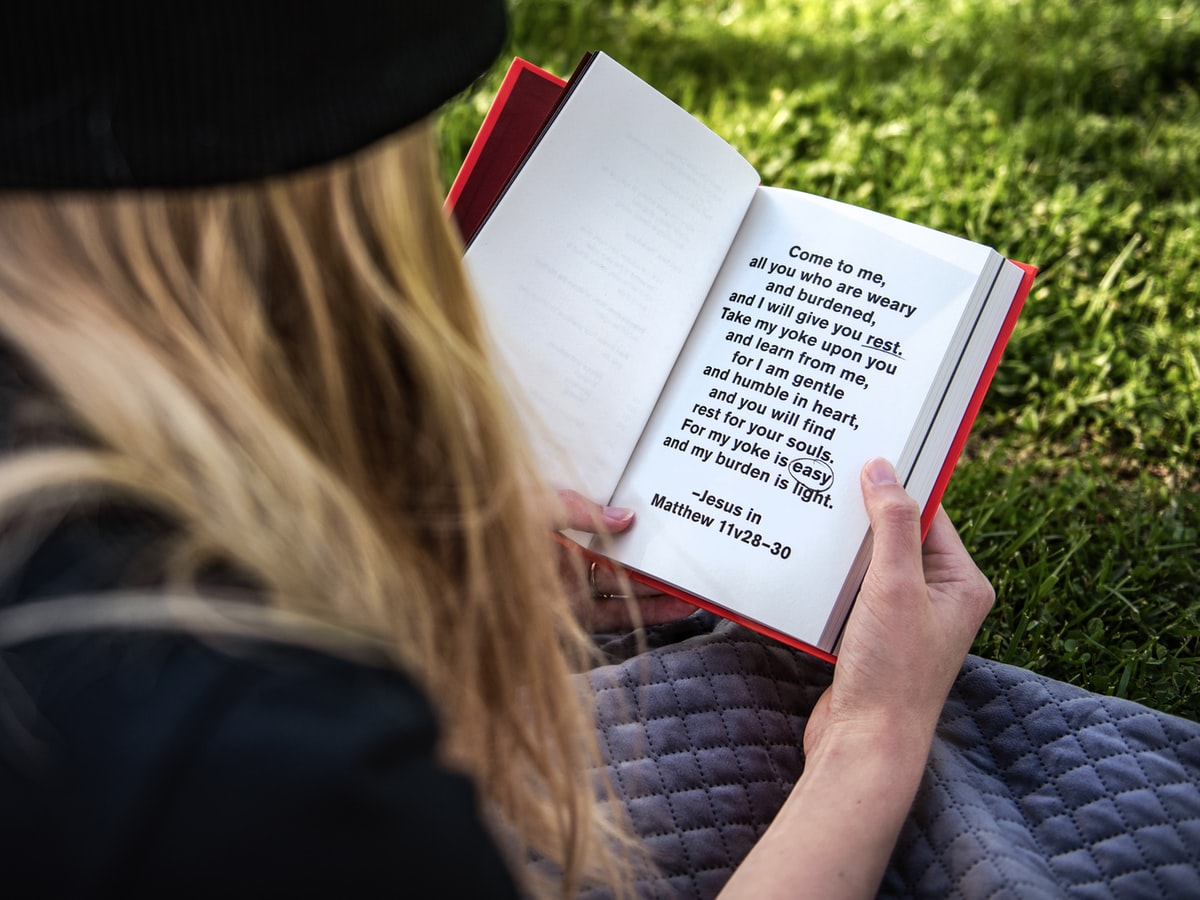 Come to me,
all you who are weary
and burdened,
and I will give you rest.
Take my yoke upon you
and learn from me,
for I am gentle
and humble in heart,
and you will find
rest for your souls.
For my yoke is easy
and my burden is light.
–Jesus in
Matthew 11v28–30